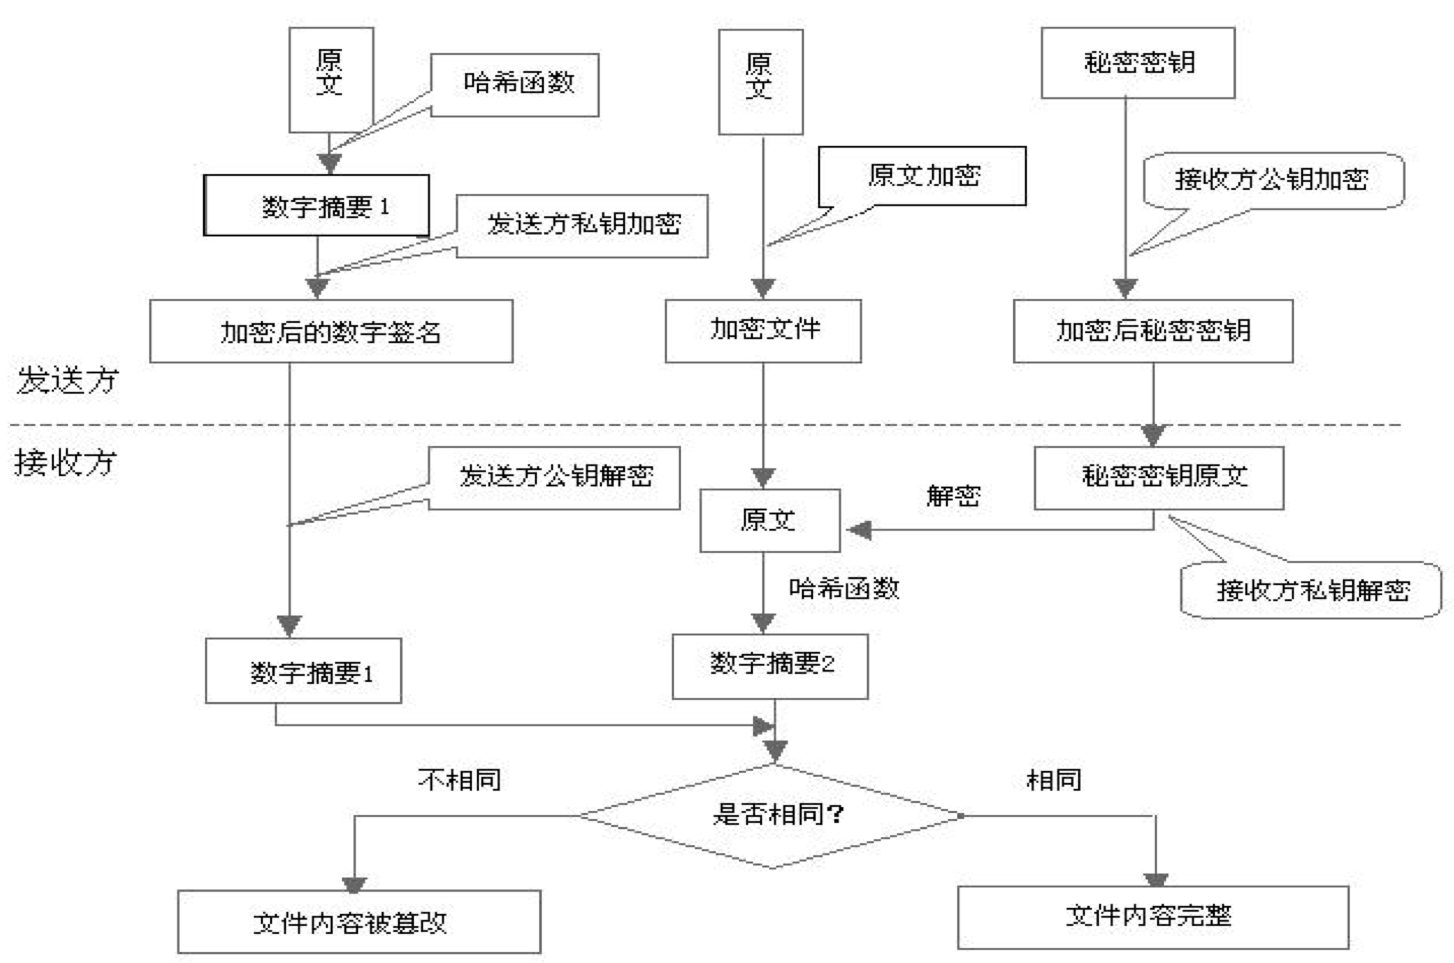 原
文
哈希函数
原
文
秘密密钥
原文加密
接收方公钥加密
数字摘要1
发送方私钥加密
加密后的数字签名
加密文件
加密后秘密密钥
发送方
接收方
发送方公钥解密
秘密密钥原文
解密
原文
哈希函数
接收方私钥解密
数字摘要1
数字摘要2
不相同
相同
是否相同?
文件内容被篡改
文件内容完整